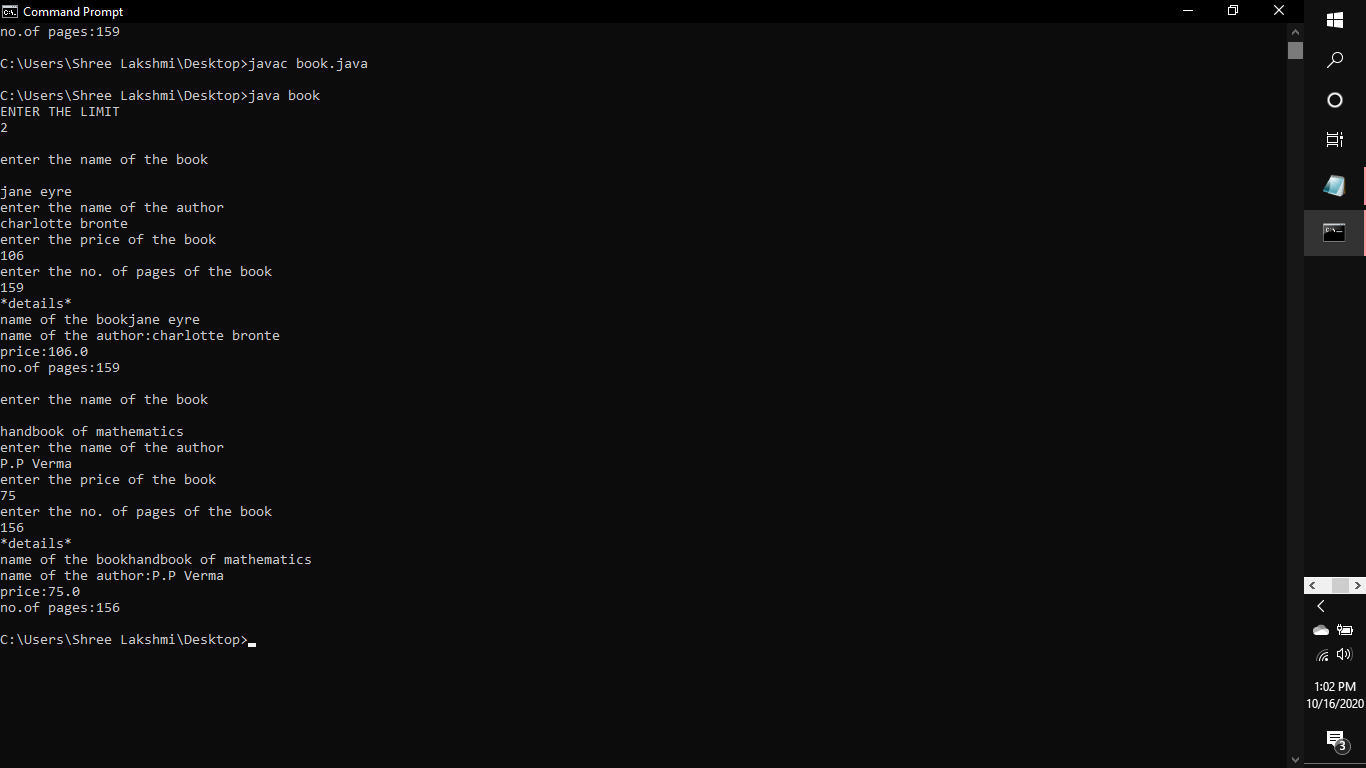 Command Prompt
no.of pages:159
C:\Users\Shree Lakshmi\Desktop>javac book.java
C:\Users\Shree Lakshmi\Desktop>java book
ENTER THE LIMIT
2
enter the name of the book
jane eyre
enter the name of the author
charlotte bronte
enter the price of the book
106
enter the no. of pages of the book
159
*details*
name of the bookjane eyre
name of the author:charlotte bronte
price:106.0
no.of pages:159
enter the name of the book
handbook of mathematics
enter the name of the author
P.P Verma
enter the price of the book
75
enter the no. of pages of the book
156
*details*
name of the bookhandbook of mathematics
name of the author:P.P Verma
price:75.0
no.of pages:156
C:\Users\Shree Lakshmi\Desktop>
1:02 PM
10/16/2020
3